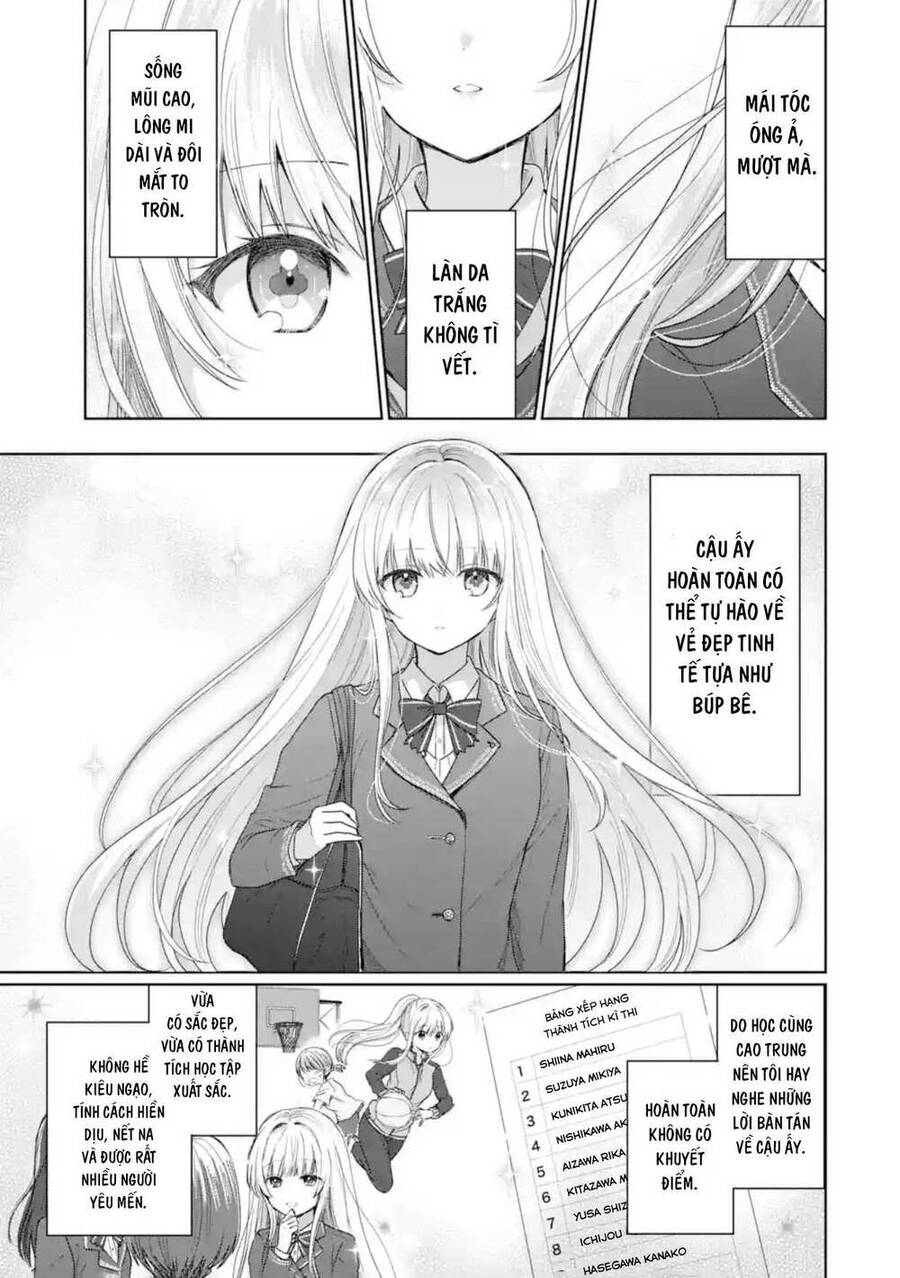 MÁI TÓC
ÓNG Ả,
MƯỢT MÀ.
LÀN DA
TRẮNG
KHÔNG TÌ
VẾT.
SỐNG
MŨI CAO,
LÔNG MI
DÀI VÀ ĐÔI
MẮT TO
TRÒN.
CẬU ẤY
HOÀN TOÀN CÓ
THỂ TỰ HÀO VỀ
VẺ ĐẸP TINH
TẾ TỰA NHƯ
BÚP BÊ.
DO HỌC CÙNG
CAO TRUNG
NÊN TÔI HAY
NGHE NHỮNG
LỜI BÀN TÁN
VỀ CẬU ẤY.
HOÀN TOÀN
KHÔNG CÓ
KHUYẾT
ĐIỂM.
BẢNG XẾP HẠNG
THÀNH TÍCH KÌ THI
1 SHIINA MAHIRU
2 SUZUYA MIKIYA
3 KUNIKITA ATSU
4 NISHIKAWA AK
5 AIZAWA RIKA
6 KITAZAWA M
7 YUSA SHIZ
8 ICHIJOU
HASEGAWA KANAKO
VỪA
CÓ SẮC ĐẸP,
VỪA CÓ THÀNH
TÍCH HỌC TẬP
XUẤT SẮC.
KHÔNG HỀ
KIÊU NGẠO,
TÍNH CÁCH HIỀN
DỊU, NẾT NA
VÀ ĐƯỢC RẤT
NHIỀU NGƯỜI
YÊU MẾN.